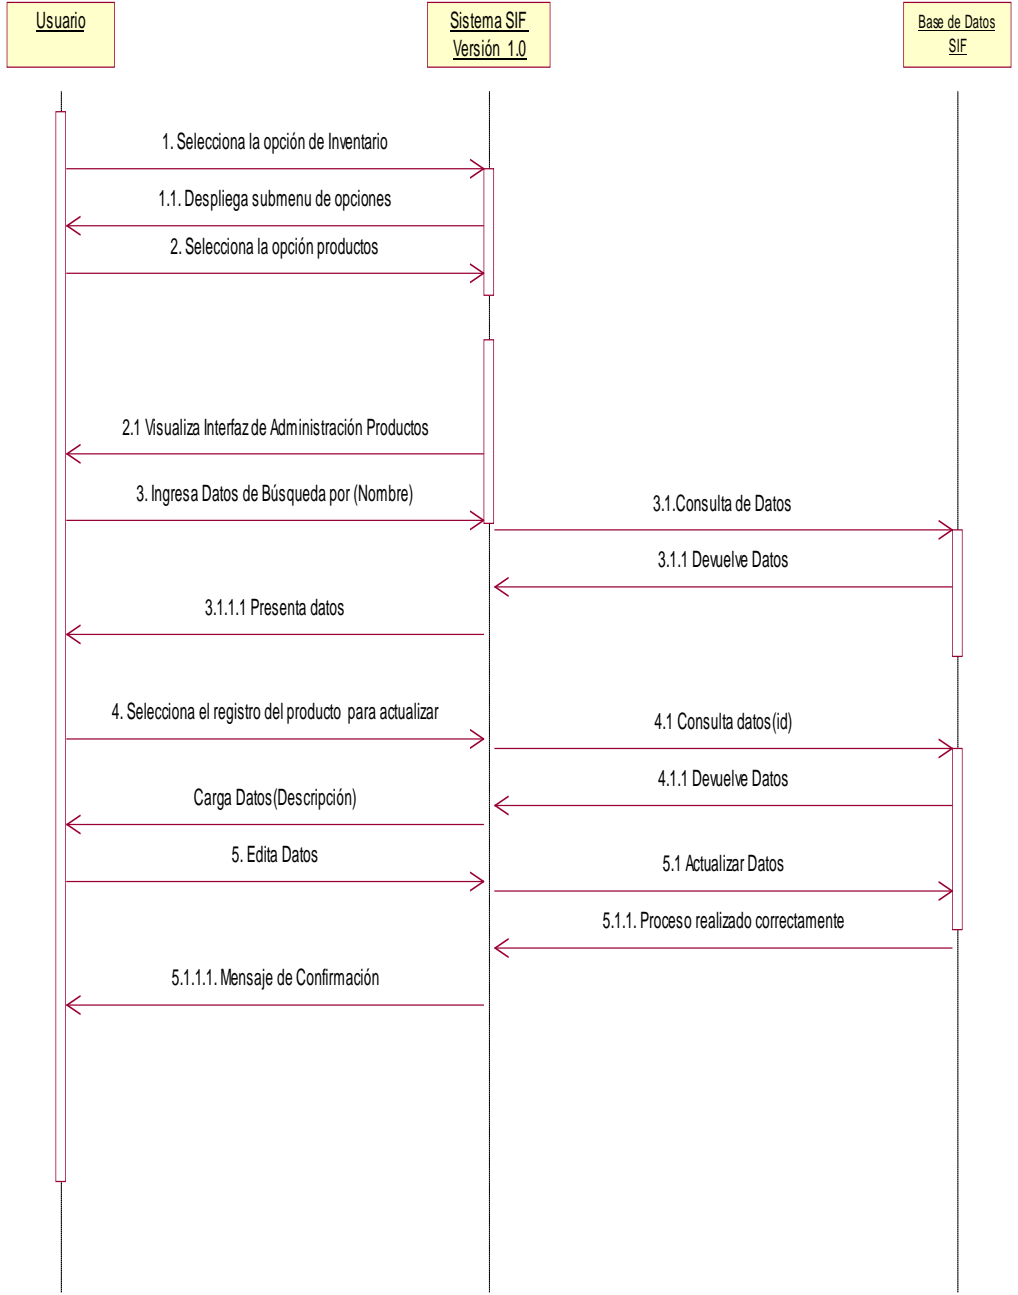 Usuario
Sistema SIF
Versión 1.0
Base de Datos
SIF
1. Selecciona la opción de Inventario
1.1. Despliega submenu de opciones
2. Selecciona la opción productos
2.1 Visualiza Interfaz de Administración Productos
3. Ingresa Datos de Búsqueda por (Nombre)
3.1.Consulta de Datos
3.1.1 Devuelve Datos
3.1.1.1 Presenta datos
4. Selecciona el registro del producto para actualizar
4.1 Consulta datos(id)
4.1.1 Devuelve Datos
Carga Datos(Descripción)
5. Edita Datos
5.1 Actualizar Datos
5.1.1. Proceso realizado correctamente
5.1.1.1. Mensaje de Confirmación